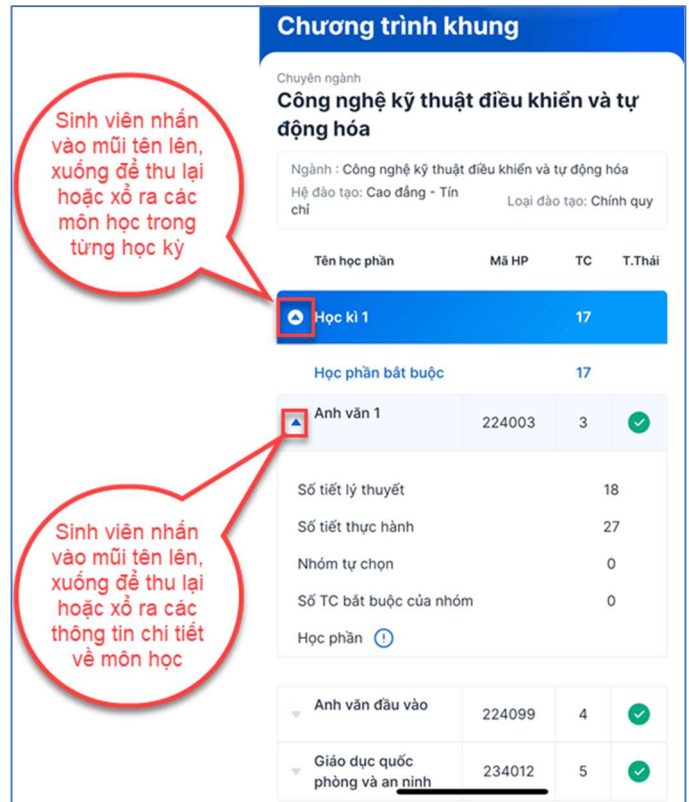 Chương trình khung
Chuyên ngành
Công nghệ kỹ thuật điều khiển và tự
động hóa
Ngành : Công nghệ kỹ thuật điều khiển và tự động hóa
Hệ đào tạo: Cao đẳng - Tín
chỉ
Loại đào tạo: Chính quy
Sinh viên nhấn
vào mũi tên lên,
xuống để thu lại
hoặc xổ ra các
môn học trong
từng học kỳ
Tên học phần Mã HP TC T.Thái
Học kì 1 17
Học phần bắt buộc 17
Anh văn 1 224003 3
Số tiết lý thuyết 18
Số tiết thực hành 27
Nhóm tự chọn 0
Số TC bắt buộc của nhóm 0
Học phần
Sinh viên nhấn
vào mũi tên lên,
xuống để thu lại
hoặc xổ ra các
thông tin chi tiết
về môn học
Anh văn đầu vào 224099 4
Giáo dục quốc
phòng và an ninh 234012 5